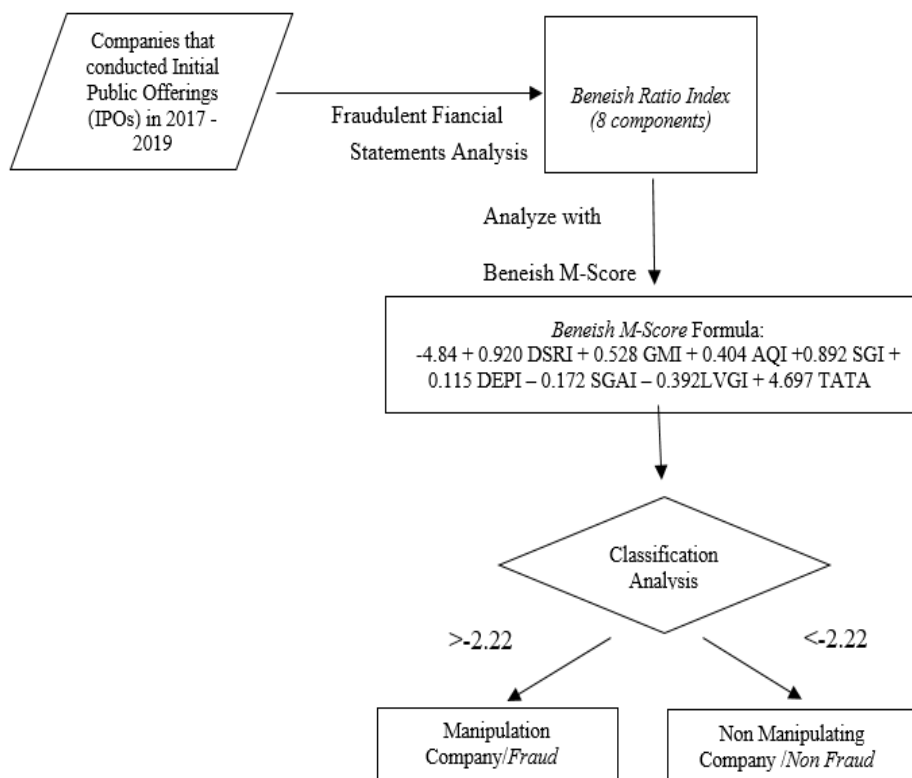 Companies that
conducted Initial
Public Offerings
(IPOs) in 2017 -
2019
Fraudulent Fiancial
Statements Analysis
Beneish Ratio Index
(8 components)
Analyze with
Beneish M-Score
Beneish M-Score Formula:
-4.84 + 0.920 DSRI + 0.528 GMI + 0.404 AQI +0.892 SGI +
0.115 DEPI – 0.172 SGAI – 0.392LVGI + 4.697 TATA
Classification
Analysis
>-2.22
<-2.22
Manipulation
Company/Fraud
Non Manipulating
Company /Non Fraud